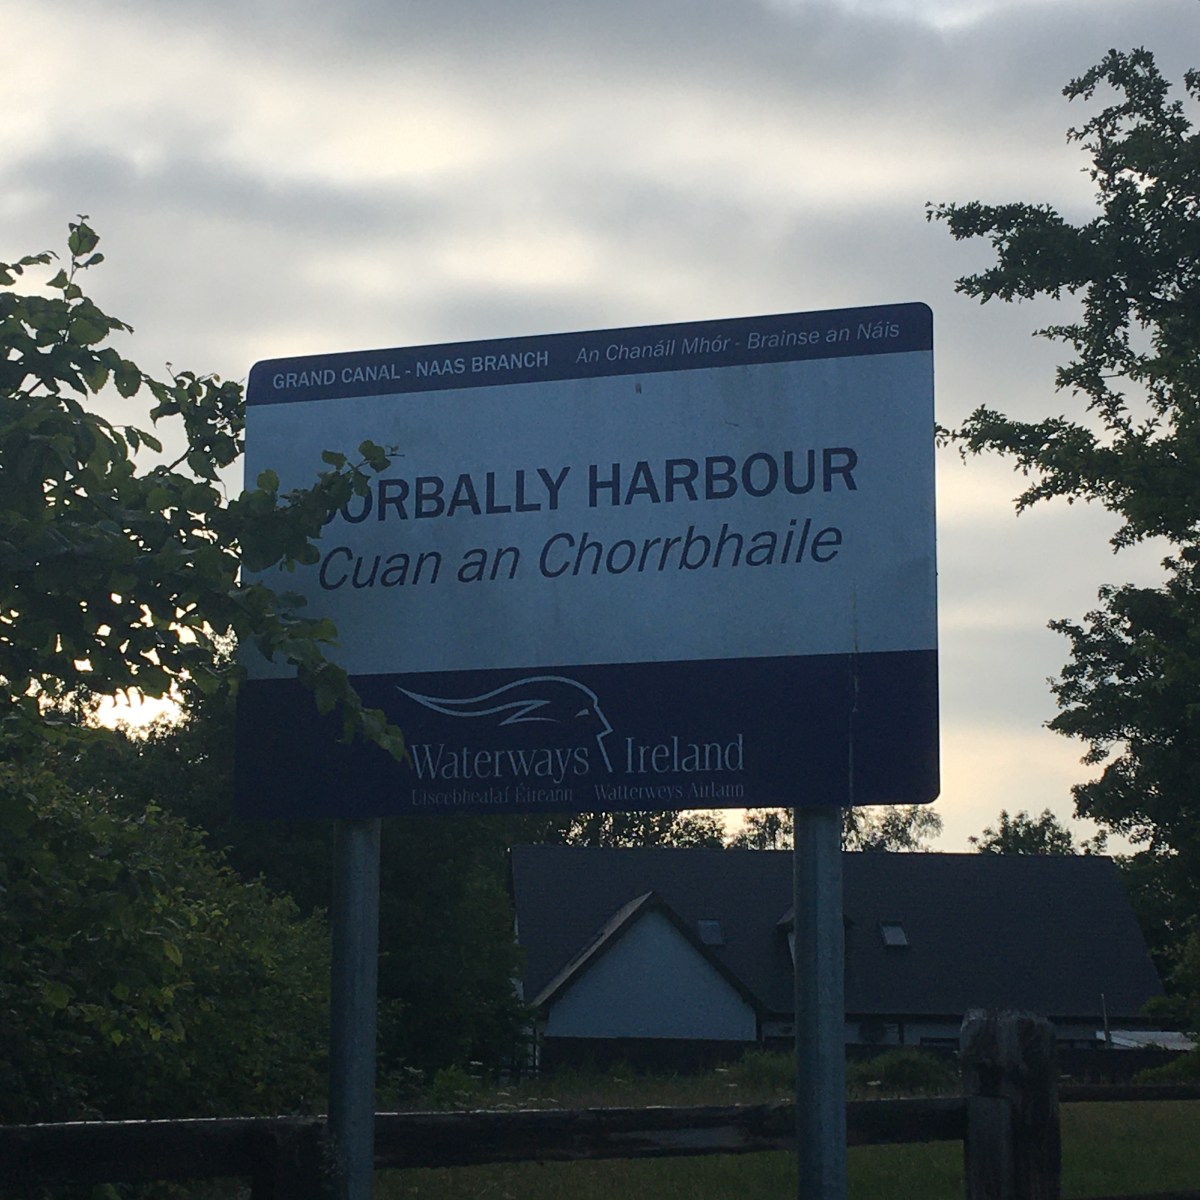 GRAND CANAL - NAAS BRANCH An Chanáil Mhór - Brainse an Náis
CORBALLY HARBOUR
Cuan an Chorrbhaile
Waterways Ireland
Uiscebhealaí Éireann Watterweys Airlann